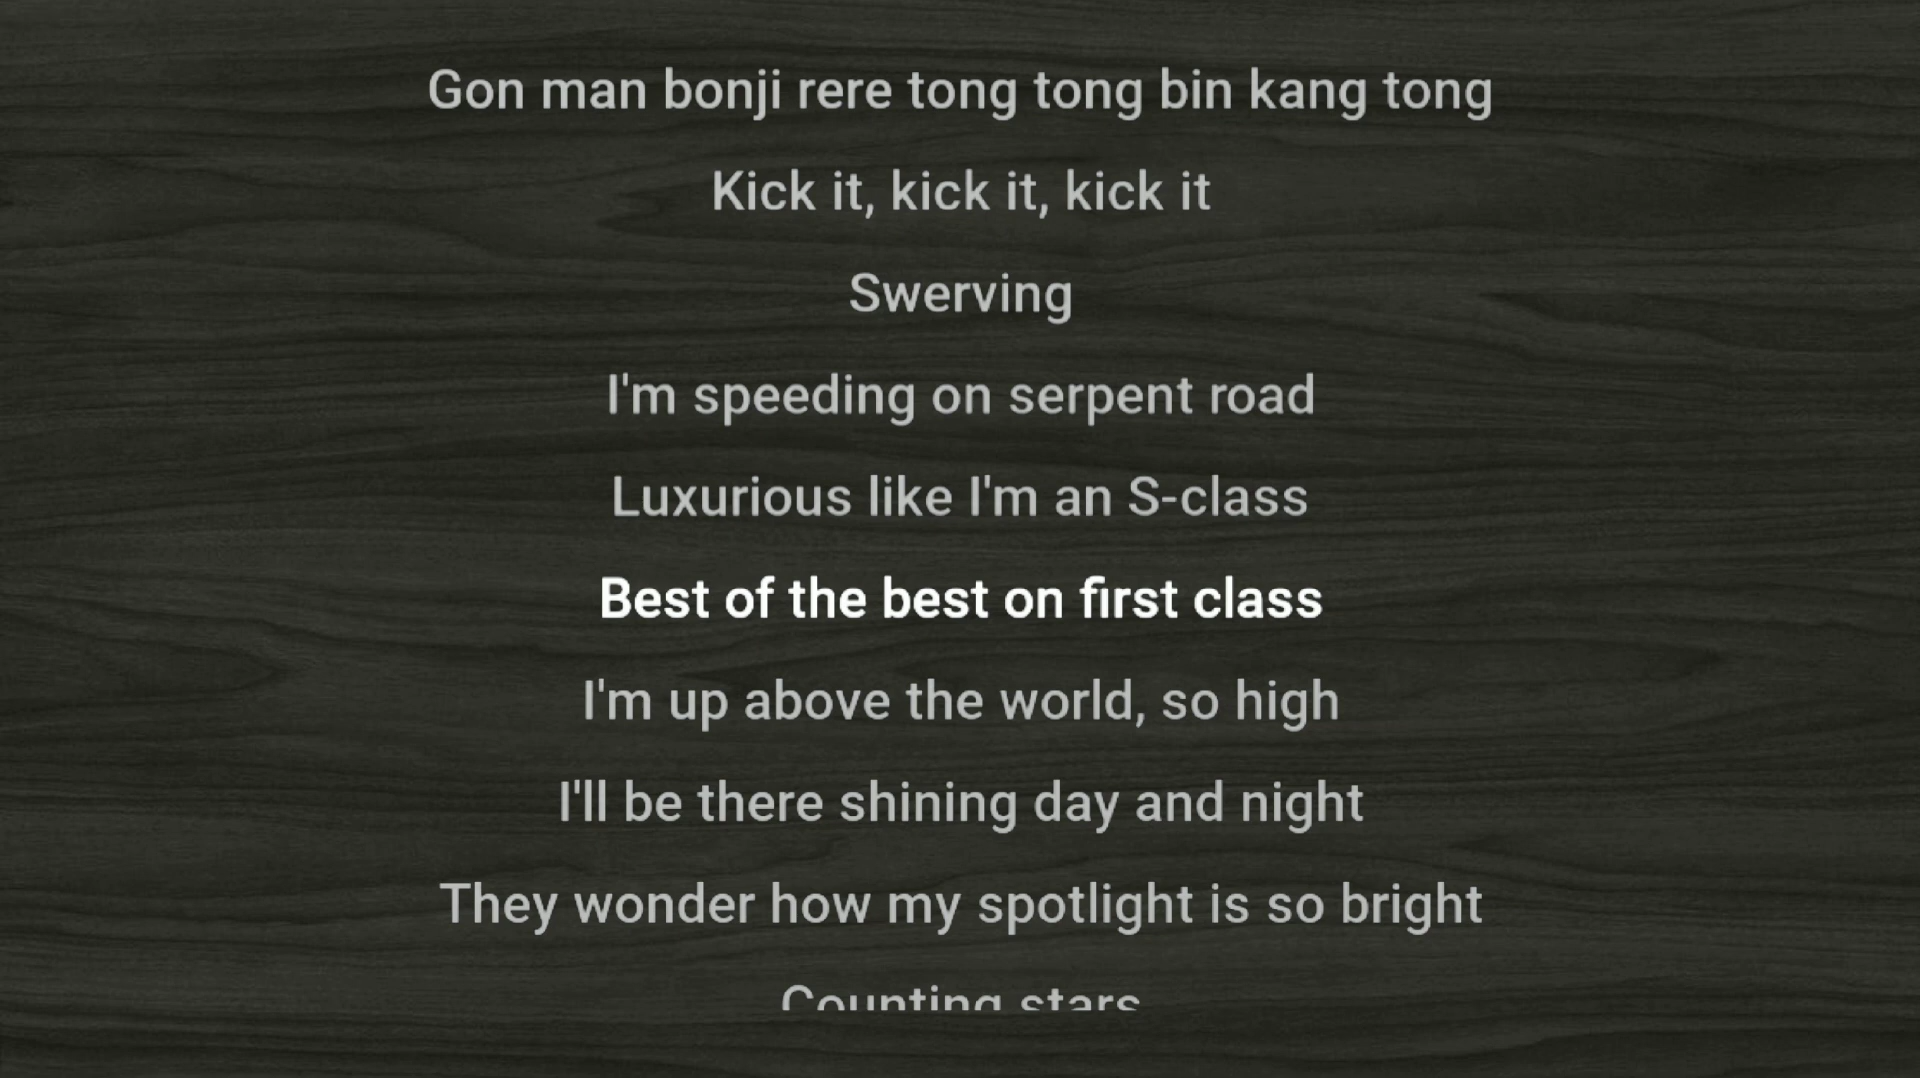 Gon man bonji rere tong tong bin kang tong
Kick it, kick it, kick it
Swerving
I'm speeding on serpent road
Luxurious like I'm an S-class
Best of the best on first class
I'm up above the world, so high
I'll be there shining day and night
They wonder how my spotlight is so bright
Counting stars